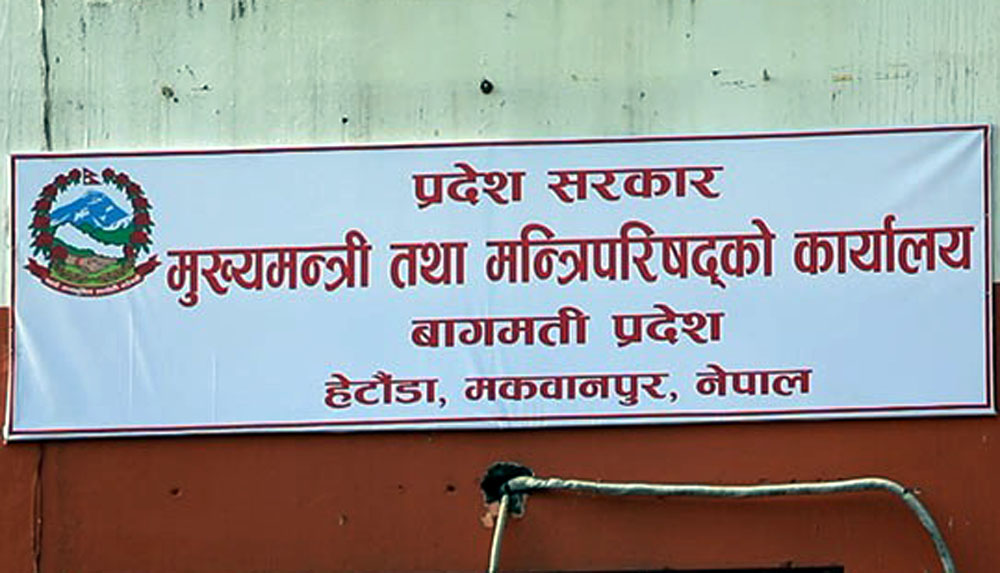 प्रदेश सरकार
मुख्यमन्त्री तथा मन्त्रिपरिषद्को कार्यालय
बागमती प्रदेश
हेटौंडा, मकवानपुर, नेपाल